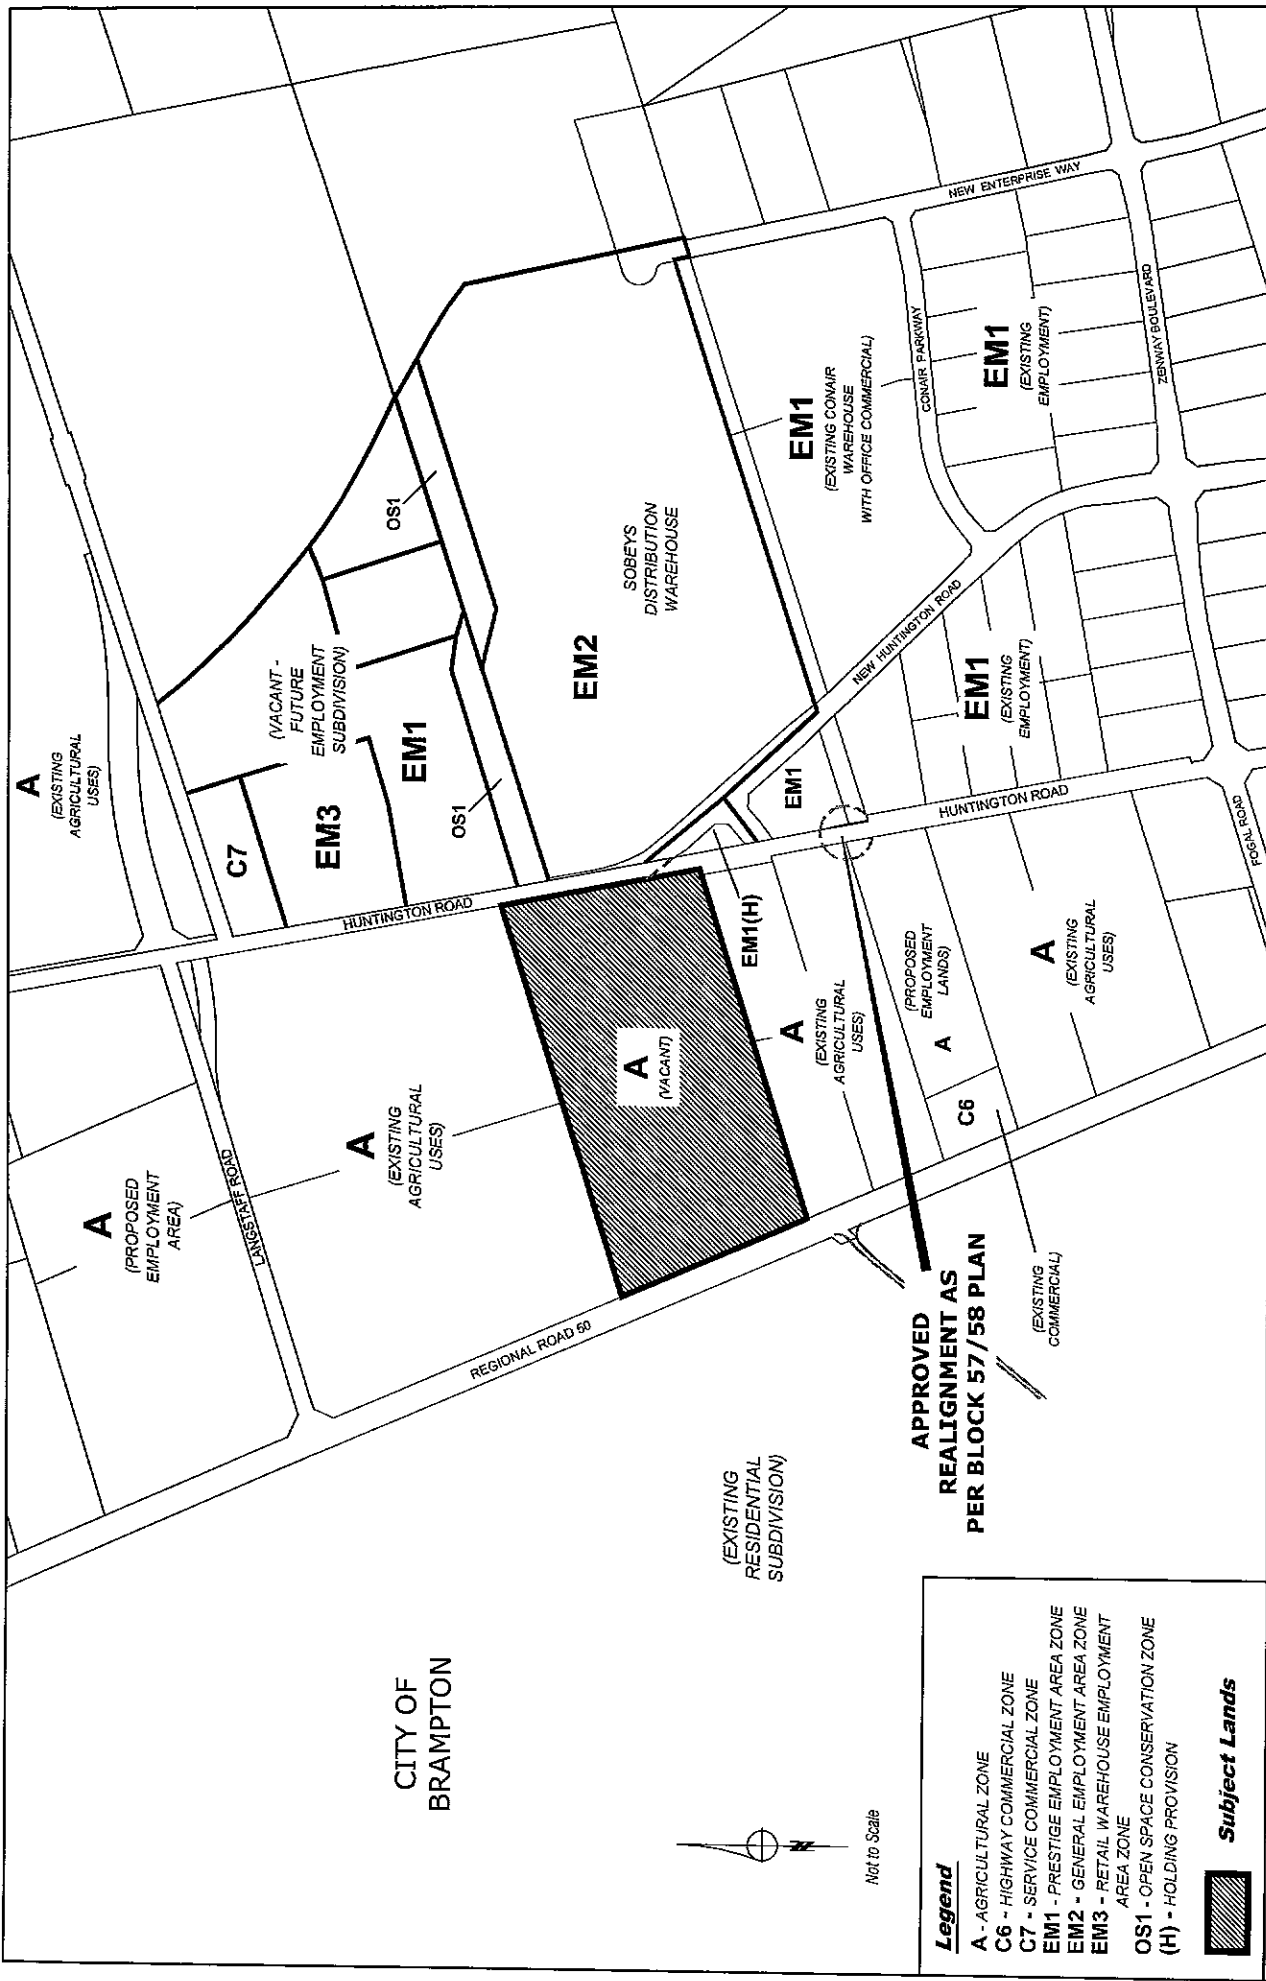 A
(EXISTING
AGRICULTURAL
USES)
A
(PROPOSED
EMPLOYMENT
AREA)
LANGSTAFF ROAD
A
(EXISTING
AGRICULTURAL
USES)
C7
EM3
HUNTINGTON ROAD
(VACANT -
FUTURE
EMPLOYMENT
SUBDIVISION)
EM1
OS1
OS1
CITY OF
BRAMPTON
REGIONAL ROAD 50
A
(VACANT)
EM2
SOBEYS
DISTRIBUTION
WAREHOUSE
(EXISTING
RESIDENTIAL
SUBDIVISION)
EM1(H)
EM1
A
(EXISTING
AGRICULTURAL
USES)
EM1
(EXISTING CONAIR
WAREHOUSE
WITH OFFICE COMMERCIAL)
NEW HUNTINGTON ROAD
CONAIR PARKWAY
NEW ENTERPRISE WAY
(PROPOSED
EMPLOYMENT
LANDS)
A
C6
HUNTINGTON ROAD
EM1
(EXISTING
EMPLOYMENT)
EM1
(EXISTING
EMPLOYMENT)
ZENWAY BOULEVARD
A
(EXISTING
AGRICULTURAL
USES)
FOGAL ROAD
APPROVED
REALIGNMENT AS
PER BLOCK 57/58 PLAN
(EXISTING
COMMERCIAL)
N
Not to Scale
Legend
A - AGRICULTURAL ZONE
C6 - HIGHWAY COMMERCIAL ZONE
C7 - SERVICE COMMERCIAL ZONE
EM1 - PRESTIGE EMPLOYMENT AREA ZONE
EM2 - GENERAL EMPLOYMENT AREA ZONE
EM3 - RETAIL WAREHOUSE EMPLOYMENT
AREA ZONE
OS1 - OPEN SPACE CONSERVATION ZONE
(H) - HOLDING PROVISION
Subject Lands